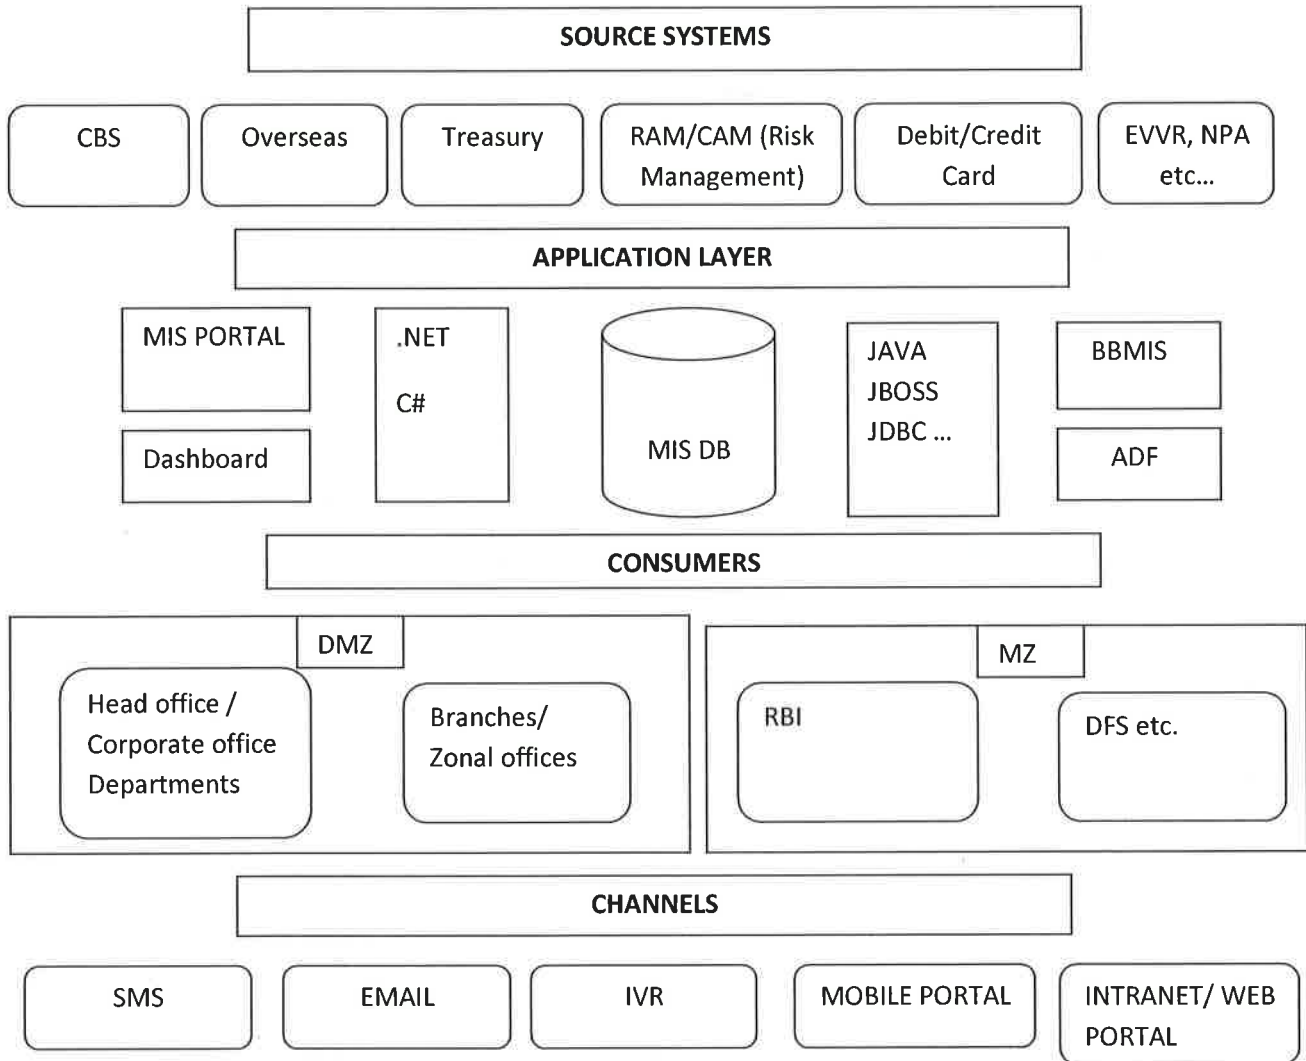 SOURCE SYSTEMS
CBS
Overseas
Treasury
RAM/CAM (Risk
Management)
Debit/Credit
Card
EVVR, NPA
etc...
APPLICATION LAYER
MIS PORTAL
Dashboard
.NET
C#
MIS DB
JAVA
JBOSS
JDBC ...
BBMIS
ADF
CONSUMERS
DMZ
Head office /
Corporate office
Departments
Branches/
Zonal offices
MZ
RBI
DFS etc.
CHANNELS
SMS
EMAIL
IVR
MOBILE PORTAL
INTRANET/ WEB
PORTAL